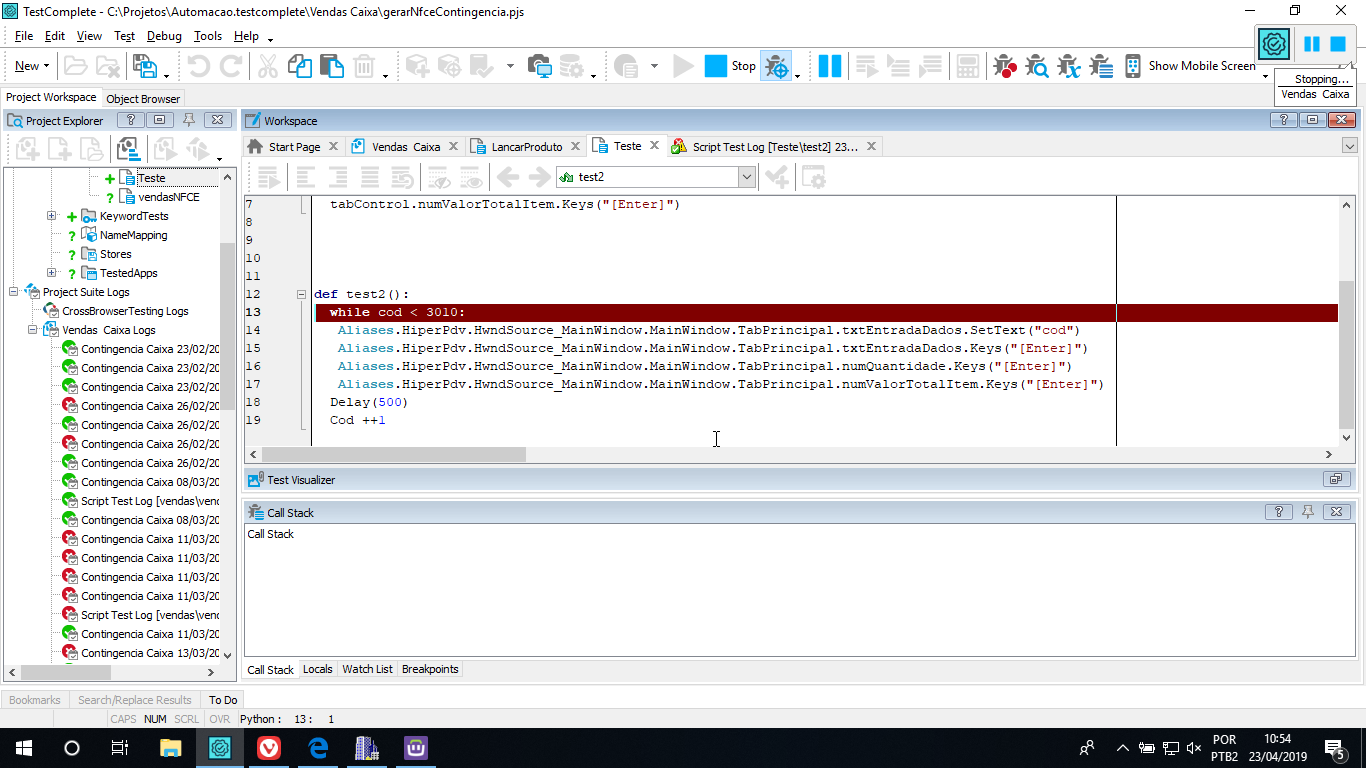 TestComplete - C:\Projetos\Automacao.testcomplete\Vendas Caixa\gerarNfceContingencia.pjs
File Edit View Test Debug Tools Help
New Stop Show Mobile Screen
Stopping...
Vendas Caixa
Project Workspace Object Browser
Project Explorer
Workspace
Start Page Vendas Caixa LancarProduto Teste Script Test Log [Teste\test2] 23...
test2
Teste
vendasNFCE
KeywordTests
NameMapping
Stores
TestedApps
Project Suite Logs
CrossBrowserTesting Logs
Vendas Caixa Logs
Contingencia Caixa 23/02/20
Contingencia Caixa 23/02/20
Contingencia Caixa 23/02/20
Contingencia Caixa 26/02/20
Contingencia Caixa 26/02/20
Contingencia Caixa 26/02/20
Contingencia Caixa 26/02/20
Contingencia Caixa 08/03/20
Script Test Log [vendas\vend
Contingencia Caixa 08/03/20
Contingencia Caixa 11/03/20
Contingencia Caixa 11/03/20
Contingencia Caixa 11/03/20
Contingencia Caixa 11/03/20
Script Test Log [vendas\vend
Contingencia Caixa 11/03/20
Contingencia Caixa 13/03/20
7 tabControl.numValorTotalItem.Keys("[Enter]")
8
9
10
11
12 def test2():
13 while cod < 3010:
14 Aliases.HiperPdv.HwndSource_MainWindow.MainWindow.TabPrincipal.txtEntradaDados.SetText("cod")
15 Aliases.HiperPdv.HwndSource_MainWindow.MainWindow.TabPrincipal.txtEntradaDados.Keys("[Enter]")
16 Aliases.HiperPdv.HwndSource_MainWindow.MainWindow.TabPrincipal.numQuantidade.Keys("[Enter]")
17 Aliases.HiperPdv.HwndSource_MainWindow.MainWindow.TabPrincipal.numValorTotalItem.Keys("[Enter]")
18 Delay(500)
19 Cod ++1
Test Visualizer
Call Stack
Call Stack
Call Stack Locals Watch List Breakpoints
Bookmarks Search/Replace Results To Do
CAPS NUM SCRL OVR Python : 13 : 1
POR
PTB2
10:54
23/04/2019
5